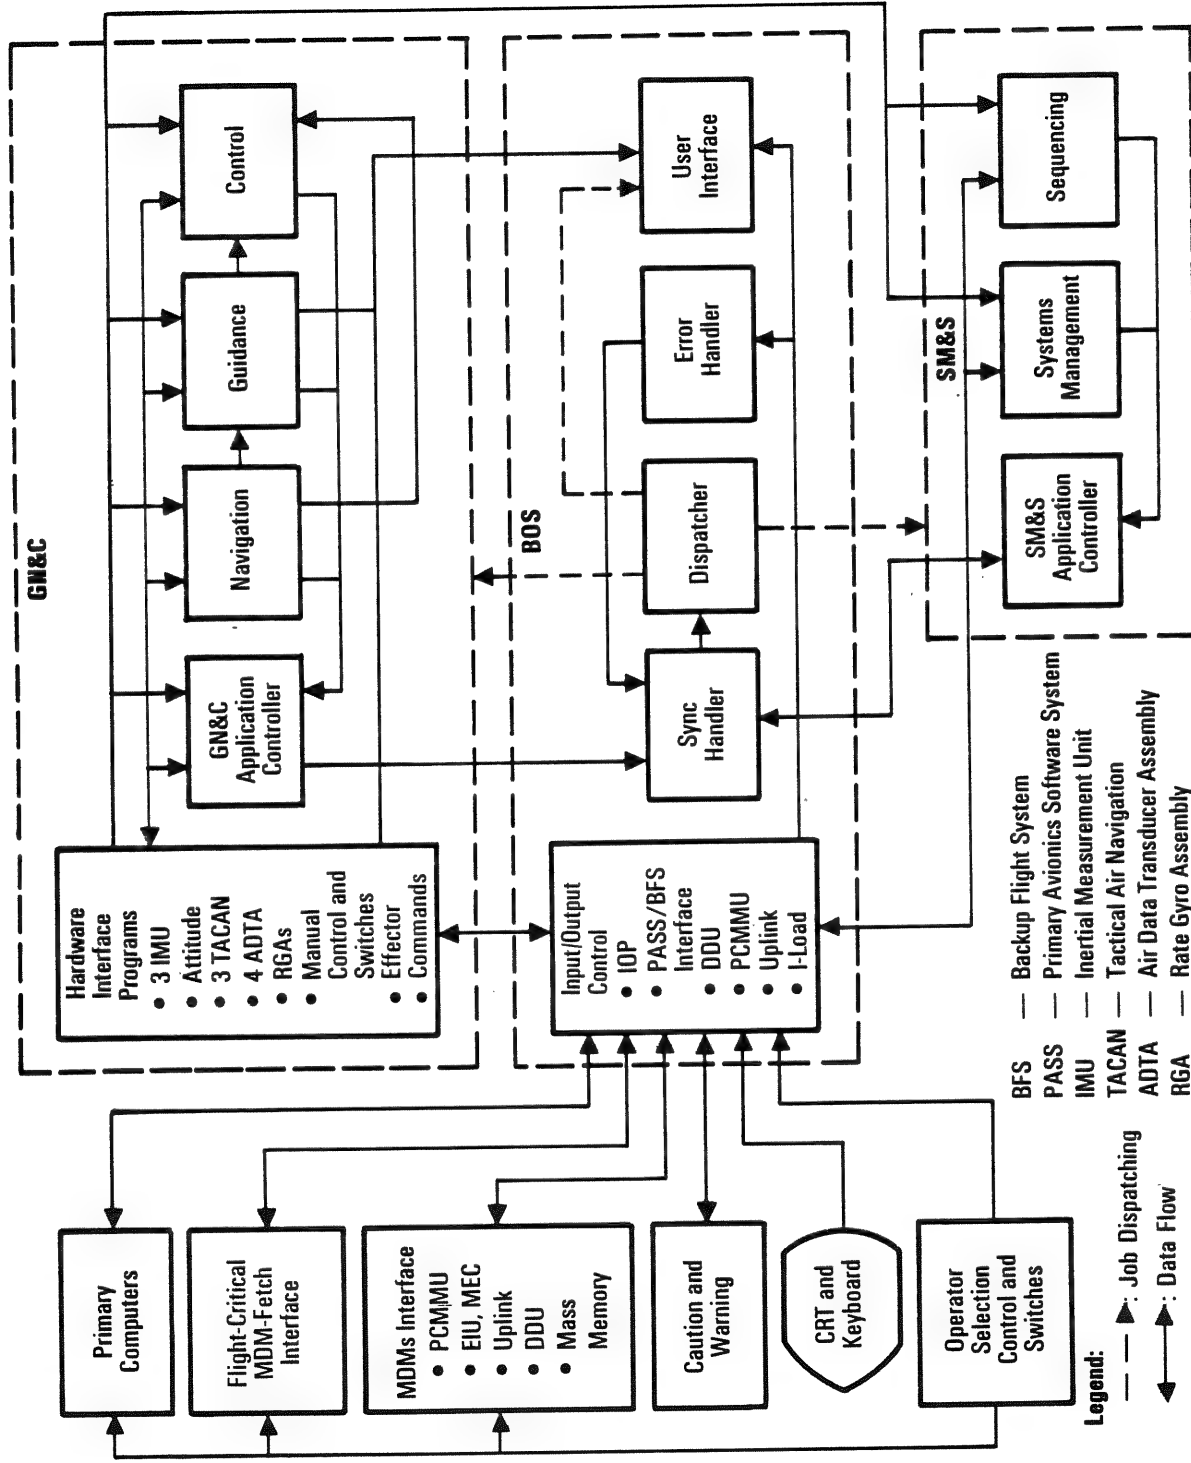 GN&C
Hardware
Interface
Programs
• 3 IMU
• Attitude
• 3 TACAN
• 4 ADTA
• RGAs
• Manual
Control and
Switches
• Effector
• Commands
GN&C
Application
Controller
Navigation
Guidance
Control
BOS
Input/Output
Control
• IOP
• PASS/BFS
Interface
• DDU
• PCMMU
• Uplink
• I-Load
Sync
Handler
Dispatcher
Error
Handler
User
Interface
SM&S
SM&S
Application
Controller
Systems
Management
Sequencing
Primary
Computers
Flight-Critical
MDM-Fetch
Interface
MDMs Interface
• PCMMU
• EIU, MEC
• Uplink
• DDU
• Mass
Memory
Caution and
Warning
CRT and
Keyboard
Operator
Selection
Control and
Switches
Legend:
: Job Dispatching
: Data Flow
BFS — Backup Flight System
PASS — Primary Avionics Software System
IMU — Inertial Measurement Unit
TACAN — Tactical Air Navigation
ADTA — Air Data Transducer Assembly
RGA — Rate Gyro Assembly